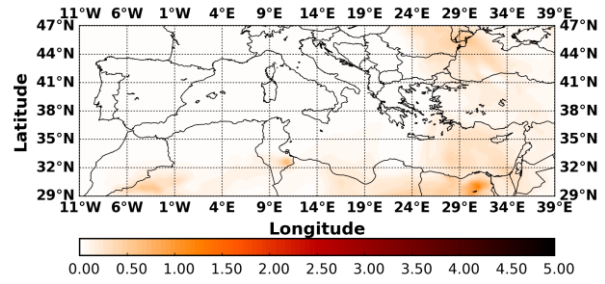 11°W 6°W 1°W 4°E 9°E 14°E 19°E 24°E 29°E 34°E 39°E
47°N 47°N
44°N 44°N
41°N 41°N
38°N 38°N
35°N 35°N
32°N 32°N
29°N 29°N
Latitude
11°W 6°W 1°W 4°E 9°E 14°E 19°E 24°E 29°E 34°E 39°E
Longitude
0.00 0.50 1.00 1.50 2.00 2.50 3.00 3.50 4.00 4.50 5.00